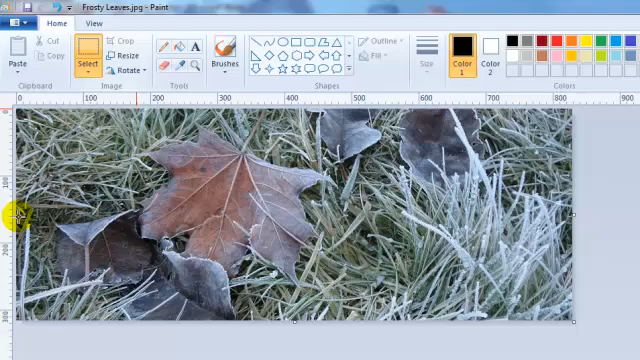 Frosty Leaves.jpg - Paint
Home View
Paste
Cut
Copy
Clipboard
Select
Crop
Resize
Rotate
Image
Tools
Brushes
Shapes
Outline
Fill
Size
Color 1
Color 2
Colors
0 100 200 300 400 500 600 700 800 900
0
100
200
300